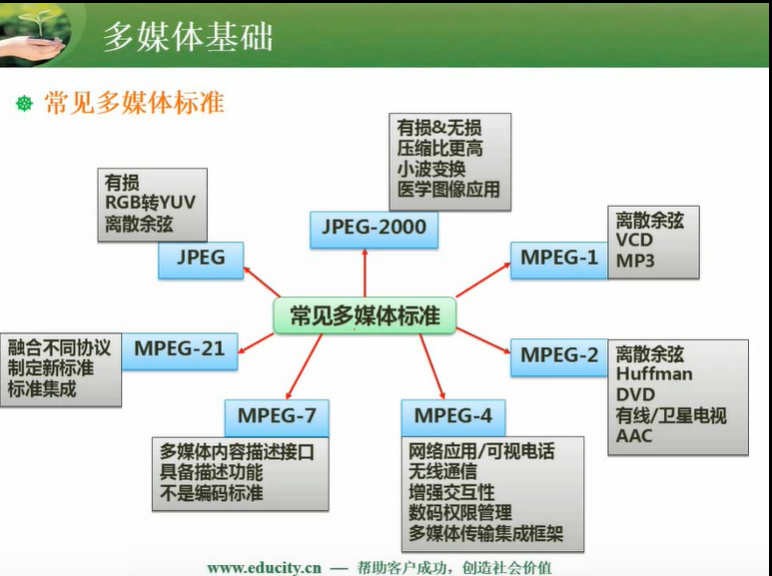 多媒体基础
常见多媒体标准
有损&无损
压缩比更高
小波变换
医学图像应用
JPEG-2000
有损
RGB转YUV
离散余弦
JPEG
离散余弦
VCD
MP3
MPEG-1
常见多媒体标准
融合不同协议
制定新标准
标准集成
MPEG-21
MPEG-2
离散余弦
Huffman
DVD
有线/卫星电视
AAC
MPEG-7
多媒体内容描述接口
具备描述功能
不是编码标准
MPEG-4
网络应用/可视电话
无线通信
增强交互性
数码权限管理
多媒体传输集成框架
www.educity.cn — 帮助客户成功，创造社会价值